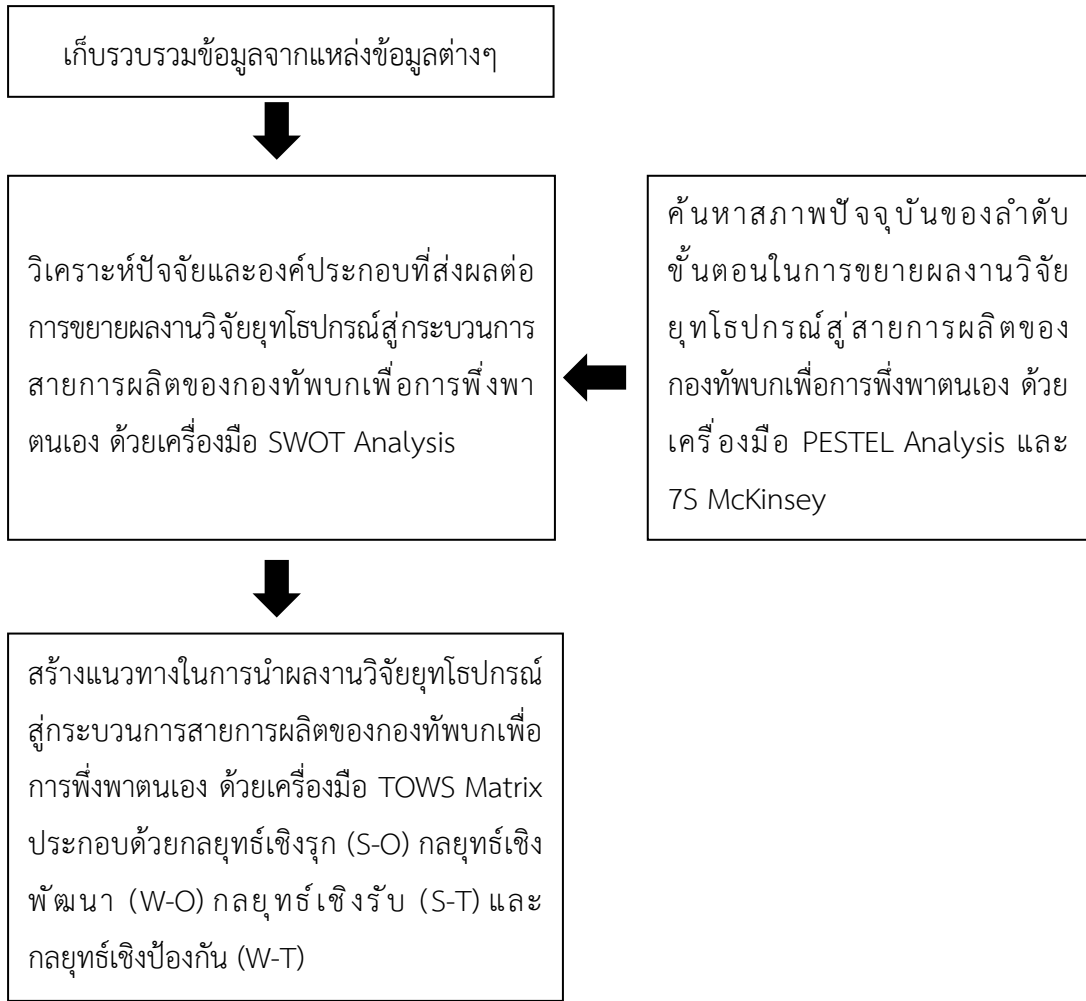 เก็บรวบรวมข้อมูลจากแหล่งข้อมูลต่างๆ
วิเคราะห์ปัจจัยและองค์ประกอบที่ส่งผลต่อ
การขยายผลงานวิจัยยุทโธปกรณ์สู่กระบวนการ
สายการผลิตของกองทัพบกเพื่อการพึ่งพา
ตนเอง ด้วยเครื่องมือ SWOT Analysis
ค้นหาสภาพปัจจุบันของลำดับ
ขั้นตอนในการขยายผลงานวิจัย
ยุทโธปกรณ์สู่สายการผลิตของ
กองทัพบกเพื่อการพึ่งพาตนเอง ด้วย
เครื่องมือ PESTEL Analysis และ
7S McKinsey
สร้างแนวทางในการนำผลงานวิจัยยุทโธปกรณ์
สู่กระบวนการสายการผลิตของกองทัพบกเพื่อ
การพึ่งพาตนเอง ด้วยเครื่องมือ TOWS Matrix
ประกอบด้วยกลยุทธ์เชิงรุก (S-O) กลยุทธ์เชิง
พัฒนา (W-O) กลยุทธ์เชิงรับ (S-T) และ
กลยุทธ์เชิงป้องกัน (W-T)